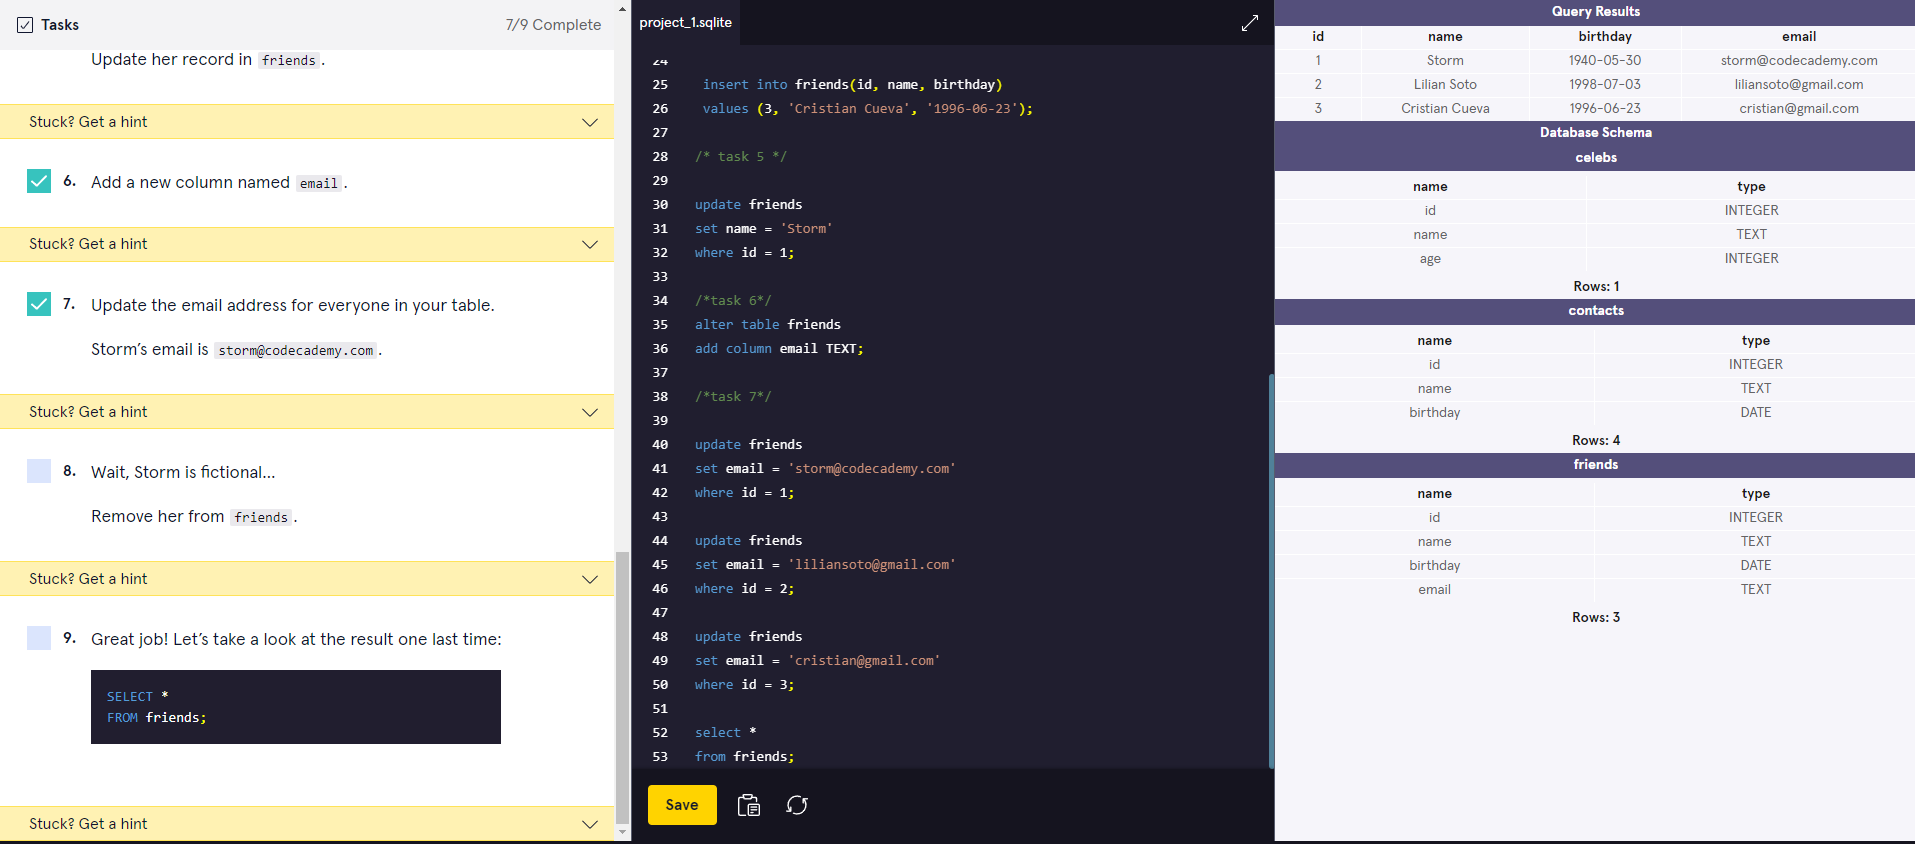 Tasks
7/9 Complete
Update her record in friends.
Stuck? Get a hint
6. Add a new column named email.
Stuck? Get a hint
7. Update the email address for everyone in your table.
Storm’s email is storm@codecademy.com.
Stuck? Get a hint
8. Wait, Storm is fictional...
Remove her from friends.
Stuck? Get a hint
9. Great job! Let’s take a look at the result one last time:
SELECT *
FROM friends;
Stuck? Get a hint
project_1.sqlite
24
25 insert into friends(id, name, birthday)
26 values (3, 'Cristian Cueva', '1996-06-23');
27
28 /* task 5 */
29
30 update friends
31 set name = 'Storm'
32 where id = 1;
33
34 /*task 6*/
35 alter table friends
36 add column email TEXT;
37
38 /*task 7*/
39
40 update friends
41 set email = 'storm@codecademy.com'
42 where id = 1;
43
44 update friends
45 set email = 'liliansoto@gmail.com'
46 where id = 2;
47
48 update friends
49 set email = 'cristian@gmail.com'
50 where id = 3;
51
52 select *
53 from friends;
Save
Query Results
id name birthday email
1 Storm 1940-05-30 storm@codecademy.com
2 Lilian Soto 1998-07-03 liliansoto@gmail.com
3 Cristian Cueva 1996-06-23 cristian@gmail.com
Database Schema
celebs
name type
id INTEGER
name TEXT
age INTEGER
Rows: 1
contacts
name type
id INTEGER
name TEXT
birthday DATE
Rows: 4
friends
name type
id INTEGER
name TEXT
birthday DATE
email TEXT
Rows: 3